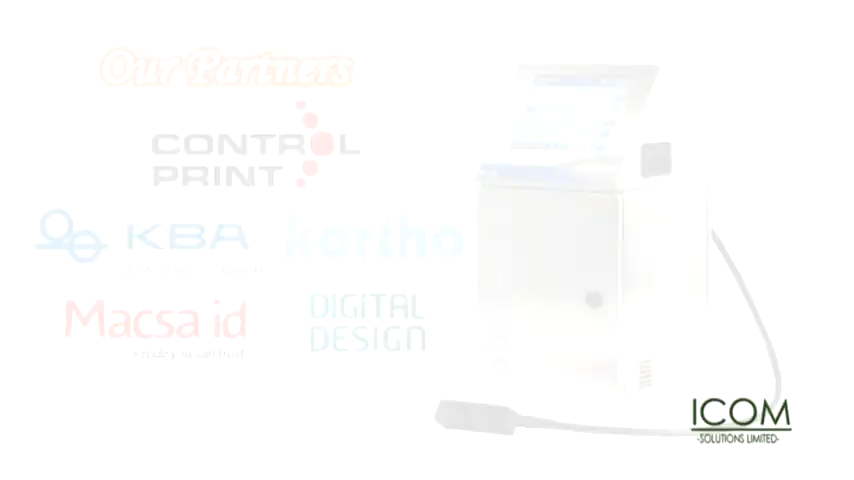 Our Partners
CONTROL
PRINT
KBA
kortho
Macsa id
DIGITAL
DESIGN
ICOM
-SOLUTIONS LIMITED-